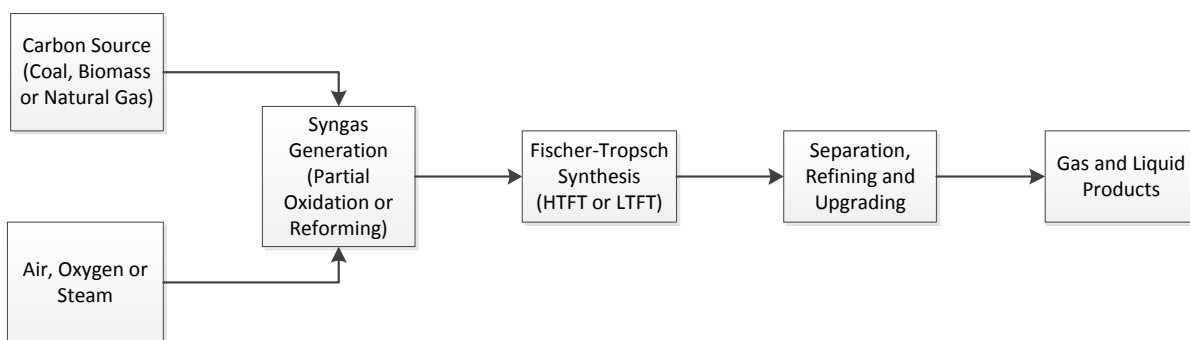 Carbon Source
(Coal, Biomass
or Natural Gas)
Air, Oxygen or
Steam
Syngas
Generation
(Partial
Oxidation or
Reforming)
Fischer-Tropsch
Synthesis
(HTFT or LTFT)
Separation,
Refining and
Upgrading
Gas and Liquid
Products